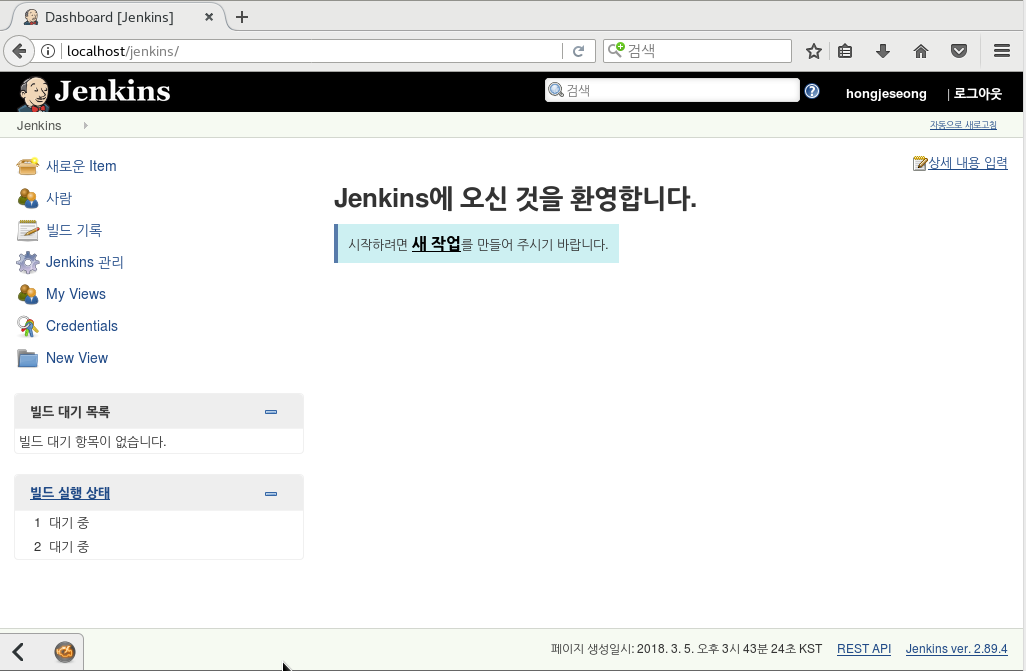 Dashboard [Jenkins]
localhost/jenkins/
검색
Jenkins
검색
hongjeseong | 로그아웃
Jenkins
자동으로 새로고침
상세 내용 입력
새로운 Item
사람
빌드 기록
Jenkins 관리
My Views
Credentials
New View
Jenkins에 오신 것을 환영합니다.
시작하려면 새 작업를 만들어 주시기 바랍니다.
빌드 대기 목록
빌드 대기 항목이 없습니다.
빌드 실행 상태
1 대기 중
2 대기 중
페이지 생성일시: 2018. 3. 5. 오후 3시 43분 24초 KST REST API Jenkins ver. 2.89.4